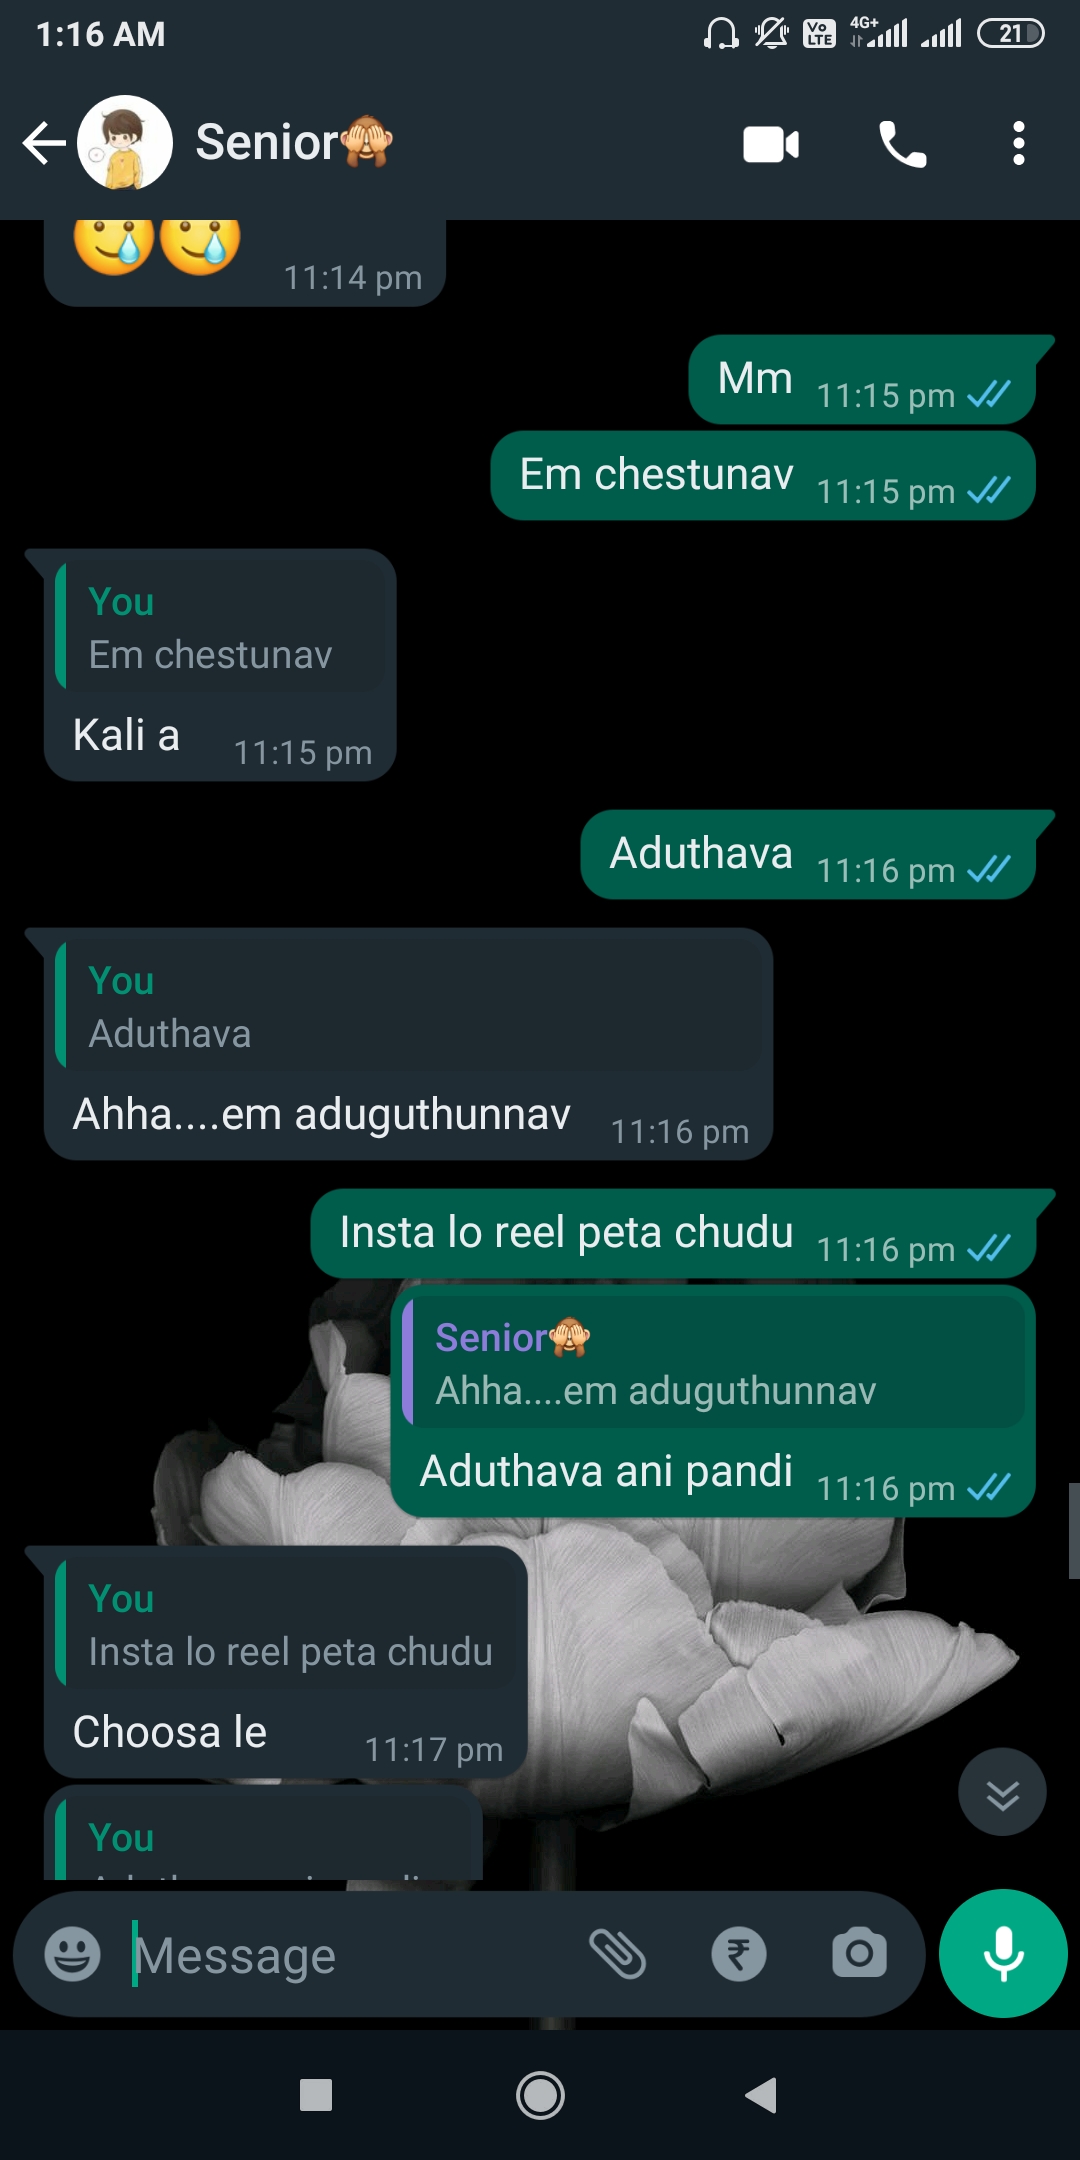 1:16 AM
Vo LTE
4G+
21
Senior🙈
🥲🥲
11:14 pm
Mm 11:15 pm
Em chestunav 11:15 pm
You
Em chestunav
Kali a 11:15 pm
Aduthava 11:16 pm
You
Aduthava
Ahha....em aduguthunnav 11:16 pm
Insta lo reel peta chudu 11:16 pm
Senior🙈
Ahha....em aduguthunnav
Aduthava ani pandi 11:16 pm
You
Insta lo reel peta chudu
Choosa le 11:17 pm
You
Message
₹